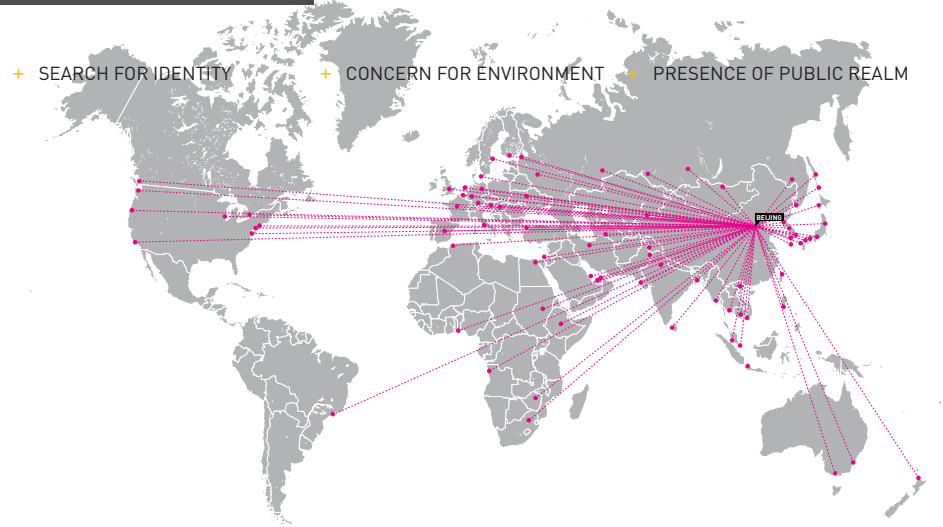 + SEARCH FOR IDENTITY + CONCERN FOR ENVIRONMENT + PRESENCE OF PUBLIC REALM
BEIJING